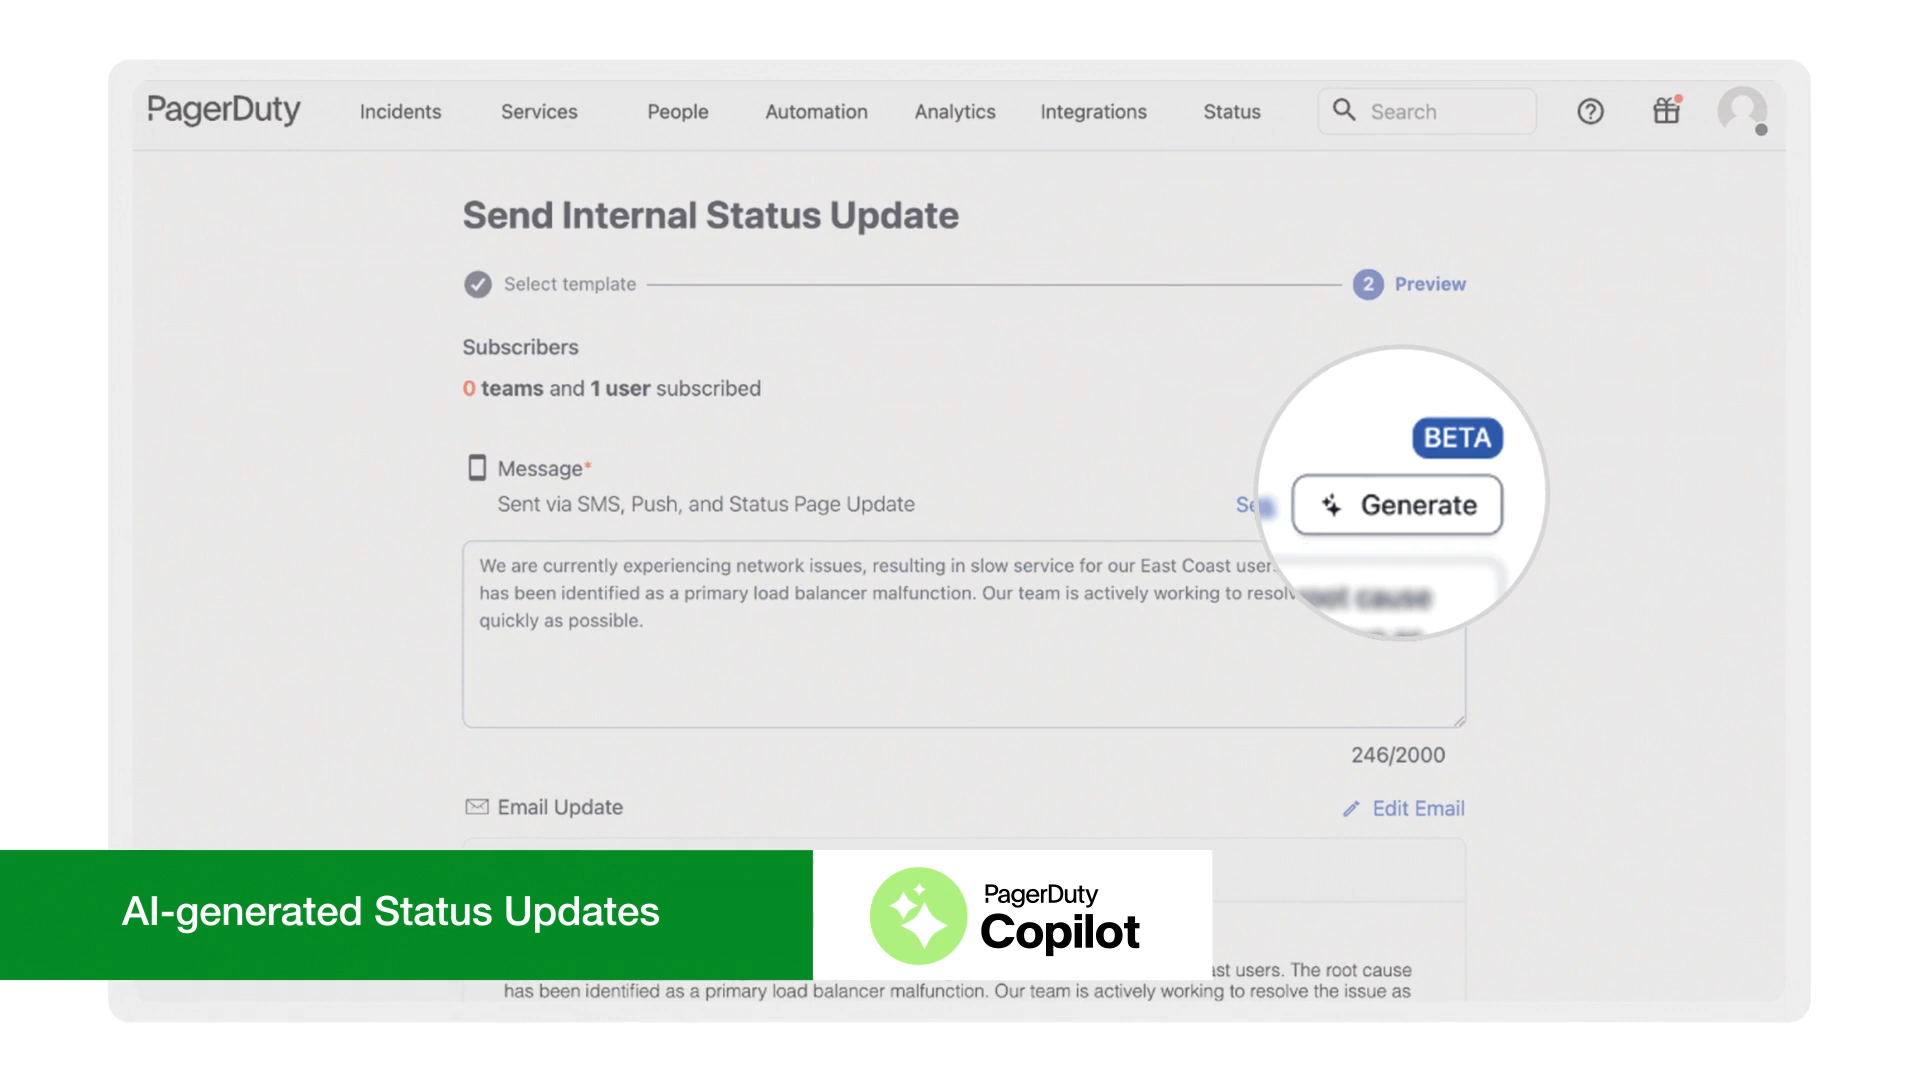 PagerDuty Incidents Services People Automation Analytics Integrations Status Search
Send Internal Status Update
Select template 2 Preview
Subscribers
0 teams and 1 user subscribed
BETA
Message*
Sent via SMS, Push, and Status Page Update
Generate
We are currently experiencing network issues, resulting in slow service for our East Coast user
has been identified as a primary load balancer malfunction. Our team is actively working to resolv root cause
quickly as possible.
246/2000
Email Update Edit Email
AI-generated Status Updates
PagerDuty
Copilot
ast users. The root cause
has been identified as a primary load balancer malfunction. Our team is actively working to resolve the issue as